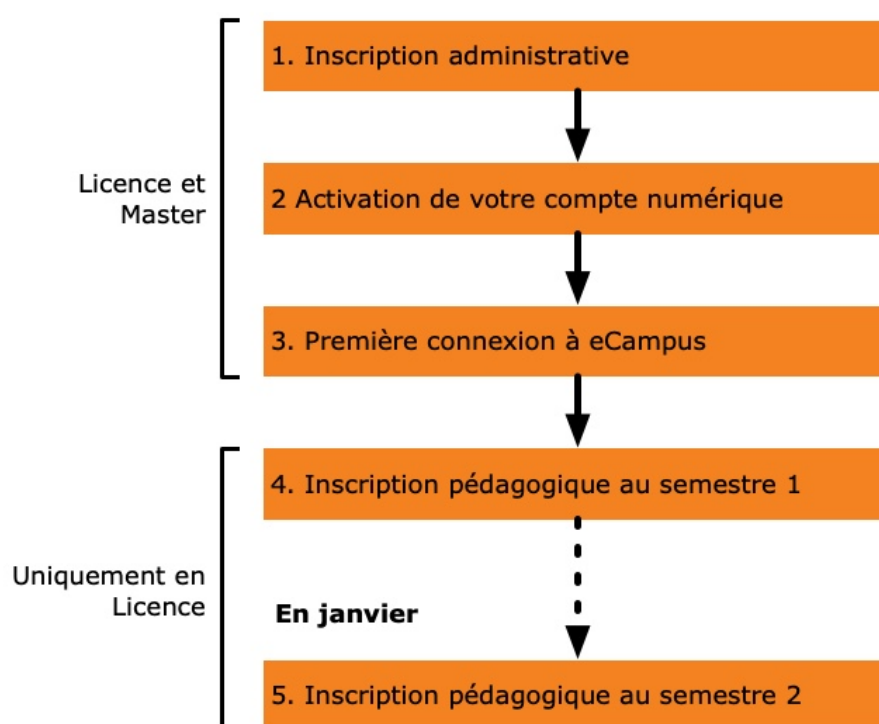 1. Inscription administrative
Licence et
Master
2 Activation de votre compte numérique
3. Première connexion à eCampus
4. Inscription pédagogique au semestre 1
Uniquement en
Licence
En janvier
5. Inscription pédagogique au semestre 2